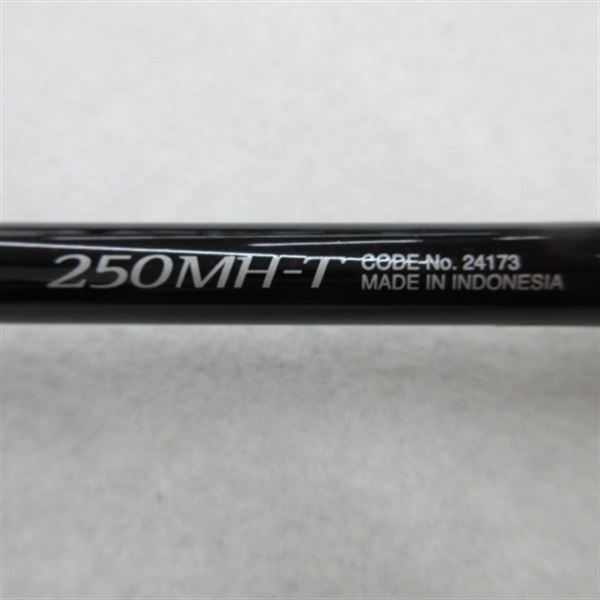 250MH-T
CODE No. 24173
MADE IN INDONESIA